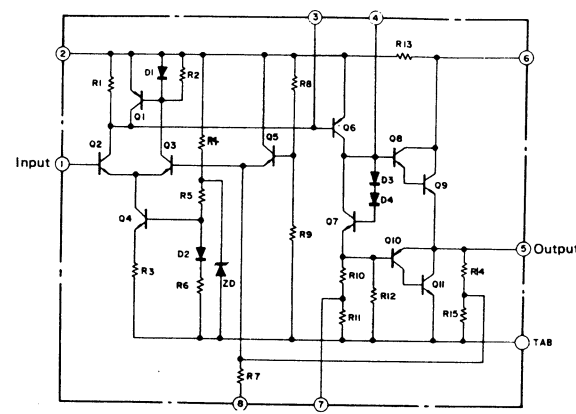 3
4
2
R13
6
R1
D1
R2
R8
Q1
Q6
Q8
Q5
Q2
Q3
Input
1
D3
Q9
D4
R5
Q4
Q7
Q10
5
Output
D2
R9
R10
R14
R3
ZD
Q11
R6
R12
R11
R15
TAB
R7
8
7